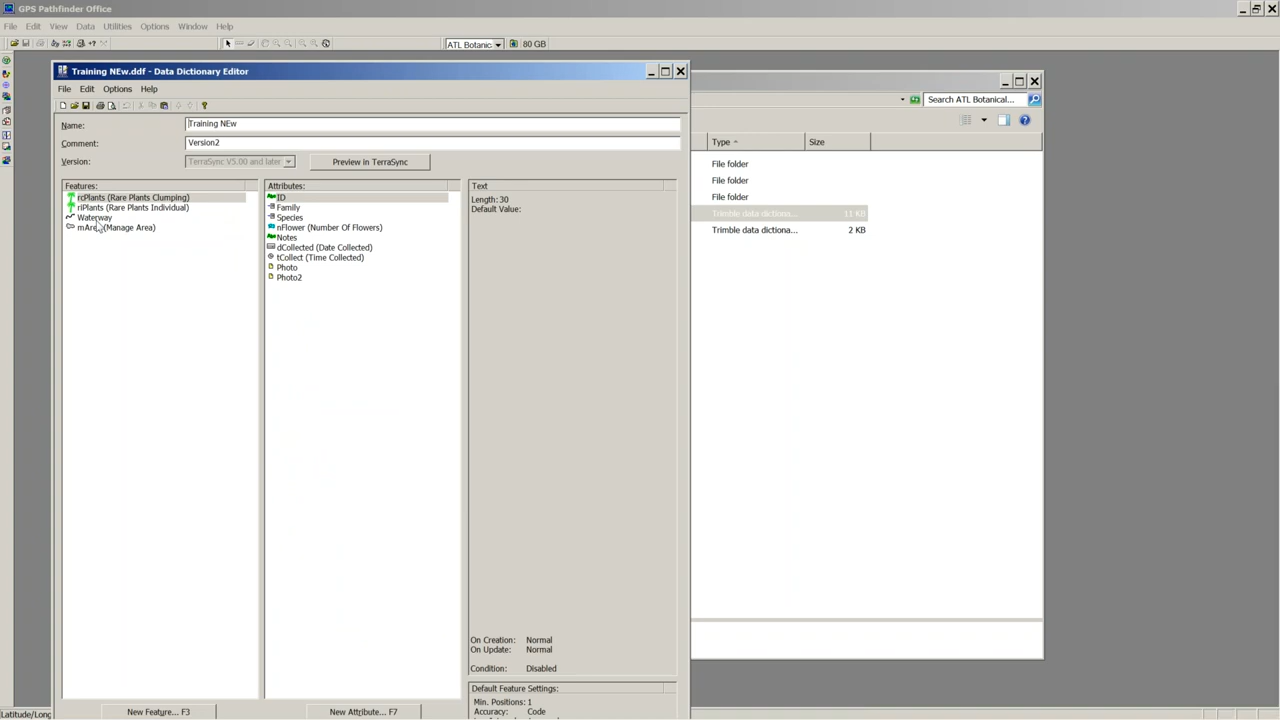 GPS Pathfinder Office
File Edit View Data Utilities Options Window Help
ATL Botanic 80 GB
Training NEw.ddf - Data Dictionary Editor
Search ATL Botanical...
File Edit Options Help
Name: Training NEw
Comment: Version2
Type Size
Version: TerraSync V5.00 and later Preview in TerraSync
File folder
File folder
File folder
Trimble data dictiona... 11 KB
Trimble data dictiona... 2 KB
Features:
rcPlants (Rare Plants Clumping)
riPlants (Rare Plants Individual)
Waterway
mArea (Manage Area)
Attributes:
ID
Family
Species
nFlower (Number Of Flowers)
Notes
dCollected (Date Collected)
tCollect (Time Collected)
Photo
Photo2
Text
Length: 30
Default Value:
On Creation: Normal
On Update: Normal
Condition: Disabled
Default Feature Settings:
Min. Positions: 1
Accuracy: Code
New Feature... F3
New Attribute... F7
Latitude/Long